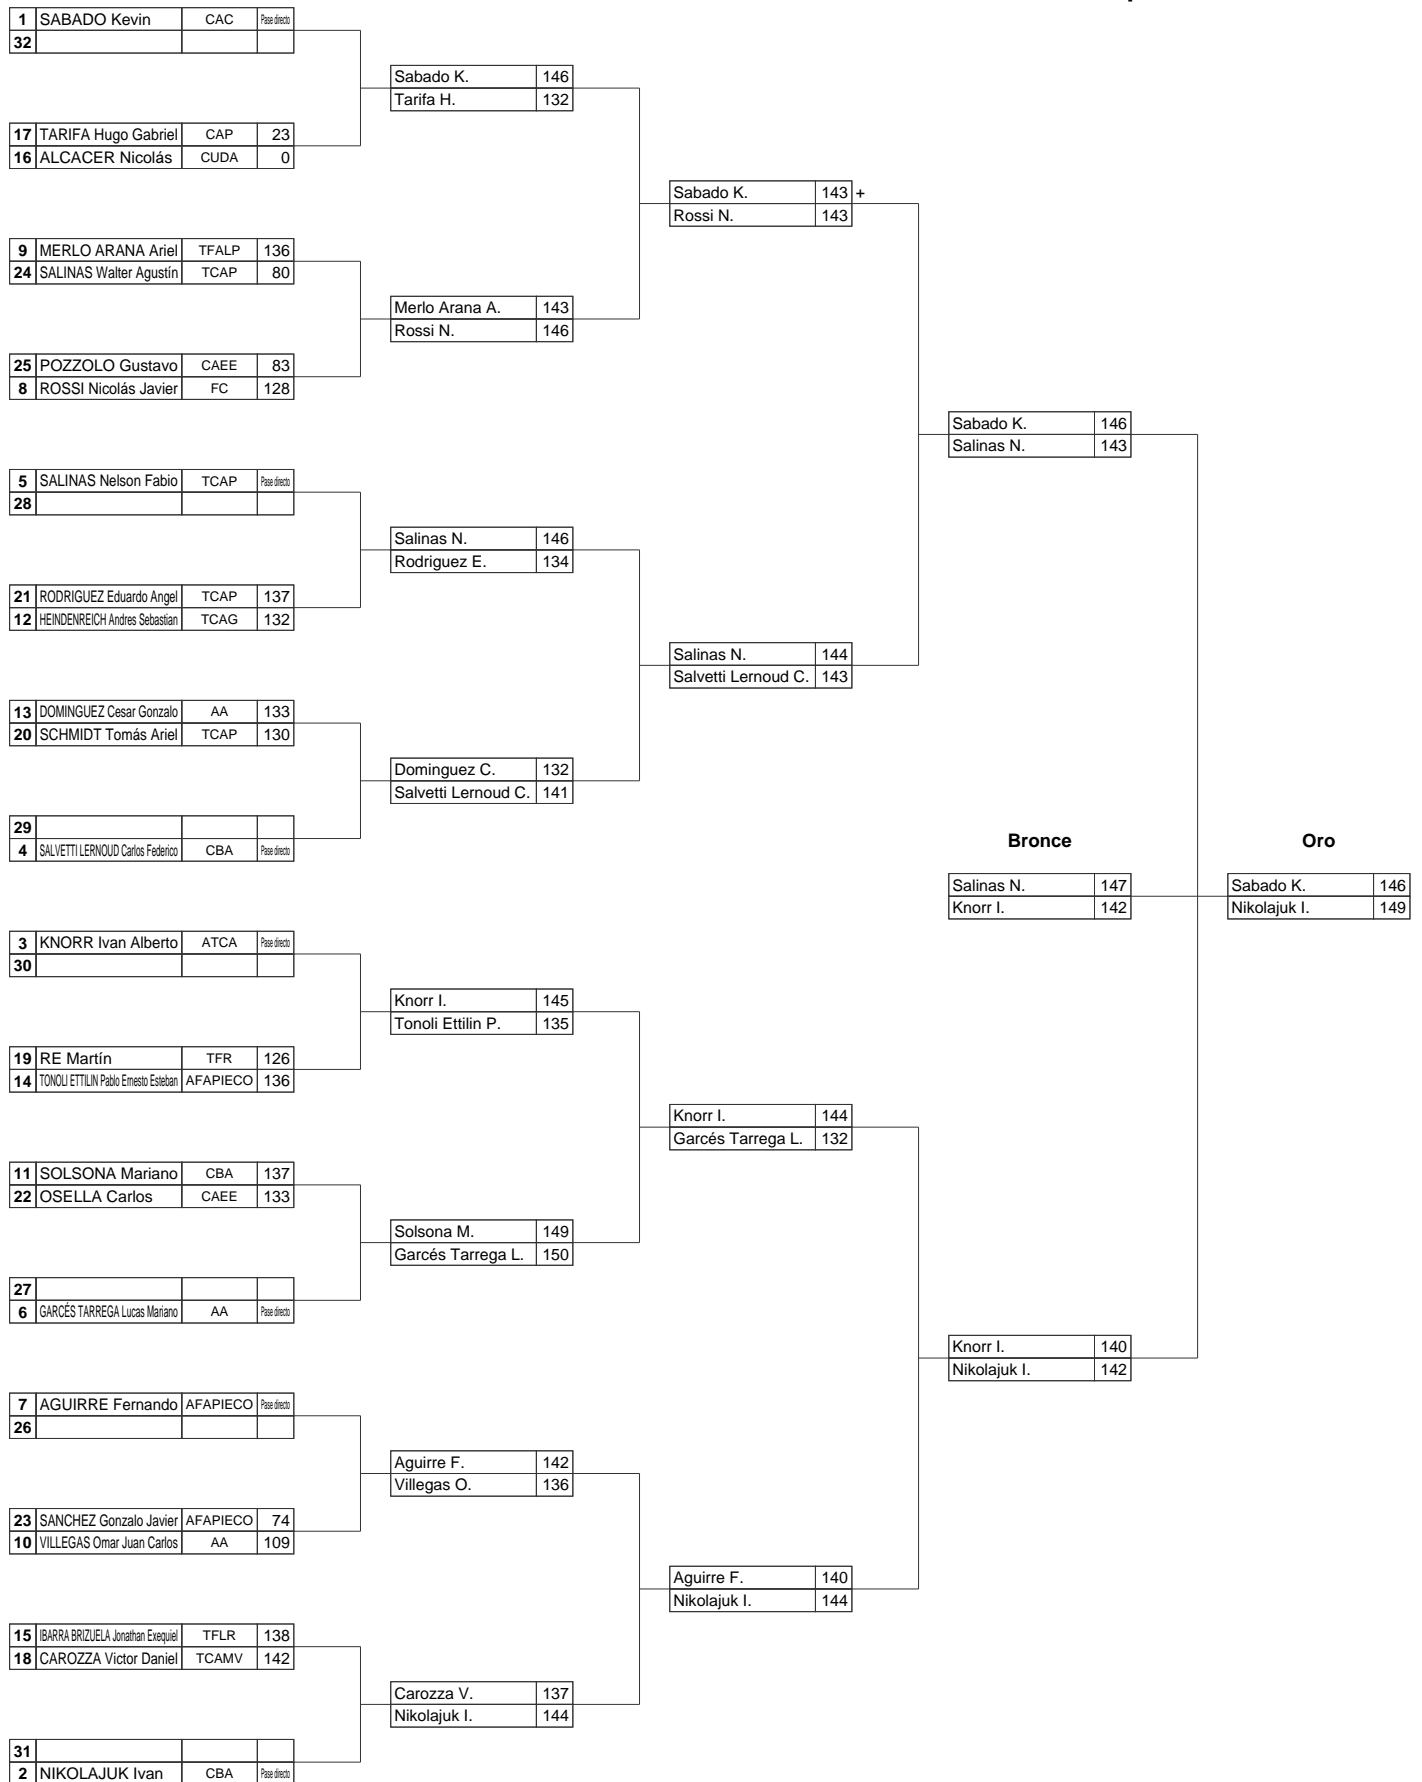 1 SABADO Kevin CAC Pase directo
32
Sabado K. 146
Tarifa H. 132
17 TARIFA Hugo Gabriel CAP 23
16 ALCACER Nicolás CUDA 0
Sabado K. 143 +
Rossi N. 143
9 MERLO ARANA Ariel TFALP 136
24 SALINAS Walter Agustín TCAP 80
Merlo Arana A. 143
Rossi N. 146
25 POZZOLO Gustavo CAEE 83
8 ROSSI Nicolás Javier FC 128
Sabado K. 146
Salinas N. 143
5 SALINAS Nelson Fabio TCAP Pase directo
28
Salinas N. 146
Rodriguez E. 134
21 RODRIGUEZ Eduardo Angel TCAP 137
12 HEINDENREICH Andres Sebastian TCAG 132
Salinas N. 144
Salvetti Lernoud C. 143
13 DOMINGUEZ Cesar Gonzalo AA 133
20 SCHMIDT Tomás Ariel TCAP 130
Dominguez C. 132
Salvetti Lernoud C. 141
29
4 SALVETTI LERNOUD Carlos Federico CBA Pase directo
Bronce Oro
Salinas N. 147 Sabado K. 146
Knorr I. 142 Nikolajuk I. 149
3 KNORR Ivan Alberto ATCA Pase directo
30
Knorr I. 145
Tonoli Ettilin P. 135
19 RE Martín TFR 126
14 TONOLI ETTILIN Pablo Ernesto Esteban AFAPIECO 136
Knorr I. 144
Garcés Tarrega L. 132
11 SOLSONA Mariano CBA 137
22 OSELLA Carlos CAEE 133
Solsona M. 149
Garcés Tarrega L. 150
27
6 GARCÉS TARREGA Lucas Mariano AA Pase directo
Knorr I. 140
Nikolajuk I. 142
7 AGUIRRE Fernando AFAPIECO Pase directo
26
Aguirre F. 142
Villegas O. 136
23 SANCHEZ Gonzalo Javier AFAPIECO 74
10 VILLEGAS Omar Juan Carlos AA 109
Aguirre F. 140
Nikolajuk I. 144
15 IBARRA BRIZUELA Jonathan Exequiel TFLR 138
18 CAROZZA Victor Daniel TCAMV 142
Carozza V. 137
Nikolajuk I. 144
31
2 NIKOLAJUK Ivan CBA Pase directo